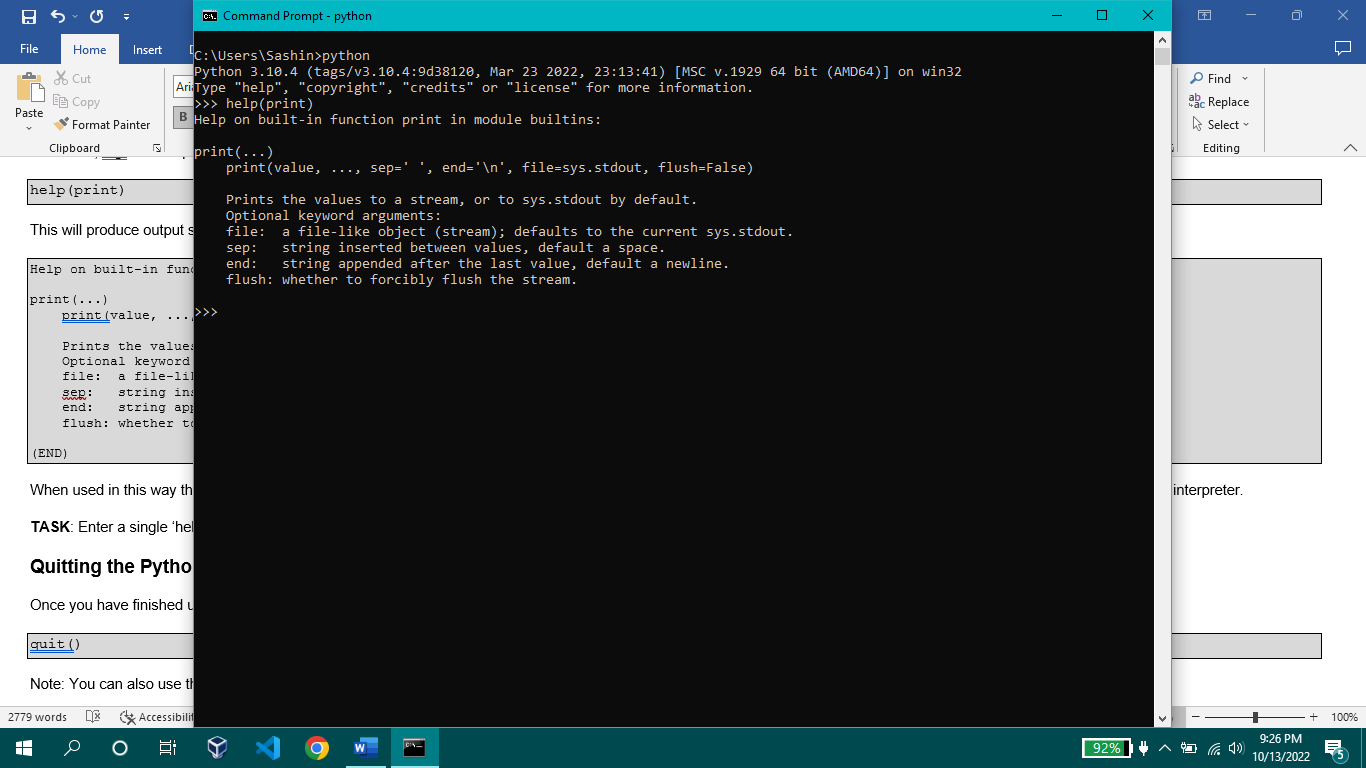 Command Prompt - python
File
Home
Insert
Cut
Copy
Paste
Format Painter
Clipboard
B
Find
Replace
Select
Editing
C:\Users\Sashin>python
Python 3.10.4 (tags/v3.10.4:9d38120, Mar 23 2022, 23:13:41) [MSC v.1929 64 bit (AMD64)] on win32
Type "help", "copyright", "credits" or "license" for more information.
>>> help(print)
Help on built-in function print in module builtins:
print(...)
    print(value, ..., sep=' ', end='\n', file=sys.stdout, flush=False)
    Prints the values to a stream, or to sys.stdout by default.
    Optional keyword arguments:
    file:  a file-like object (stream); defaults to the current sys.stdout.
    sep:   string inserted between values, default a space.
    end:   string appended after the last value, default a newline.
    flush: whether to forcibly flush the stream.
>>>
help(print)
This will produce output s
Help on built-in func
print(...)
    print(value, ...,
    Prints the values
    Optional keyword
    file:  a file-lik
    sep:   string ins
    end:   string app
    flush: whether to
(END)
When used in this way th
interpreter.
TASK: Enter a single ‘hel
Quitting the Pytho
Once you have finished u
quit()
Note: You can also use th
2779 words
Accessibilit
100%
92%
9:26 PM
10/13/2022
5